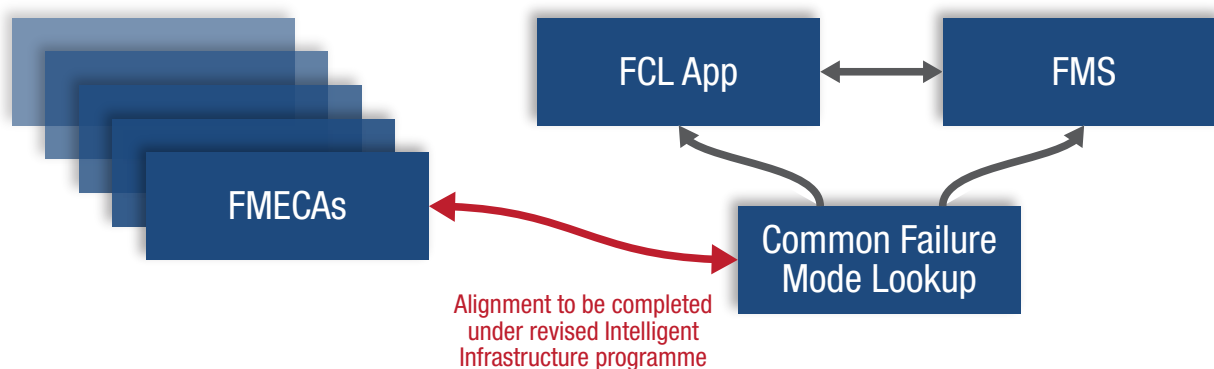 FCL App
FMS
FMECAs
Common Failure
Mode Lookup
Alignment to be completed
under revised Intelligent
Infrastructure programme